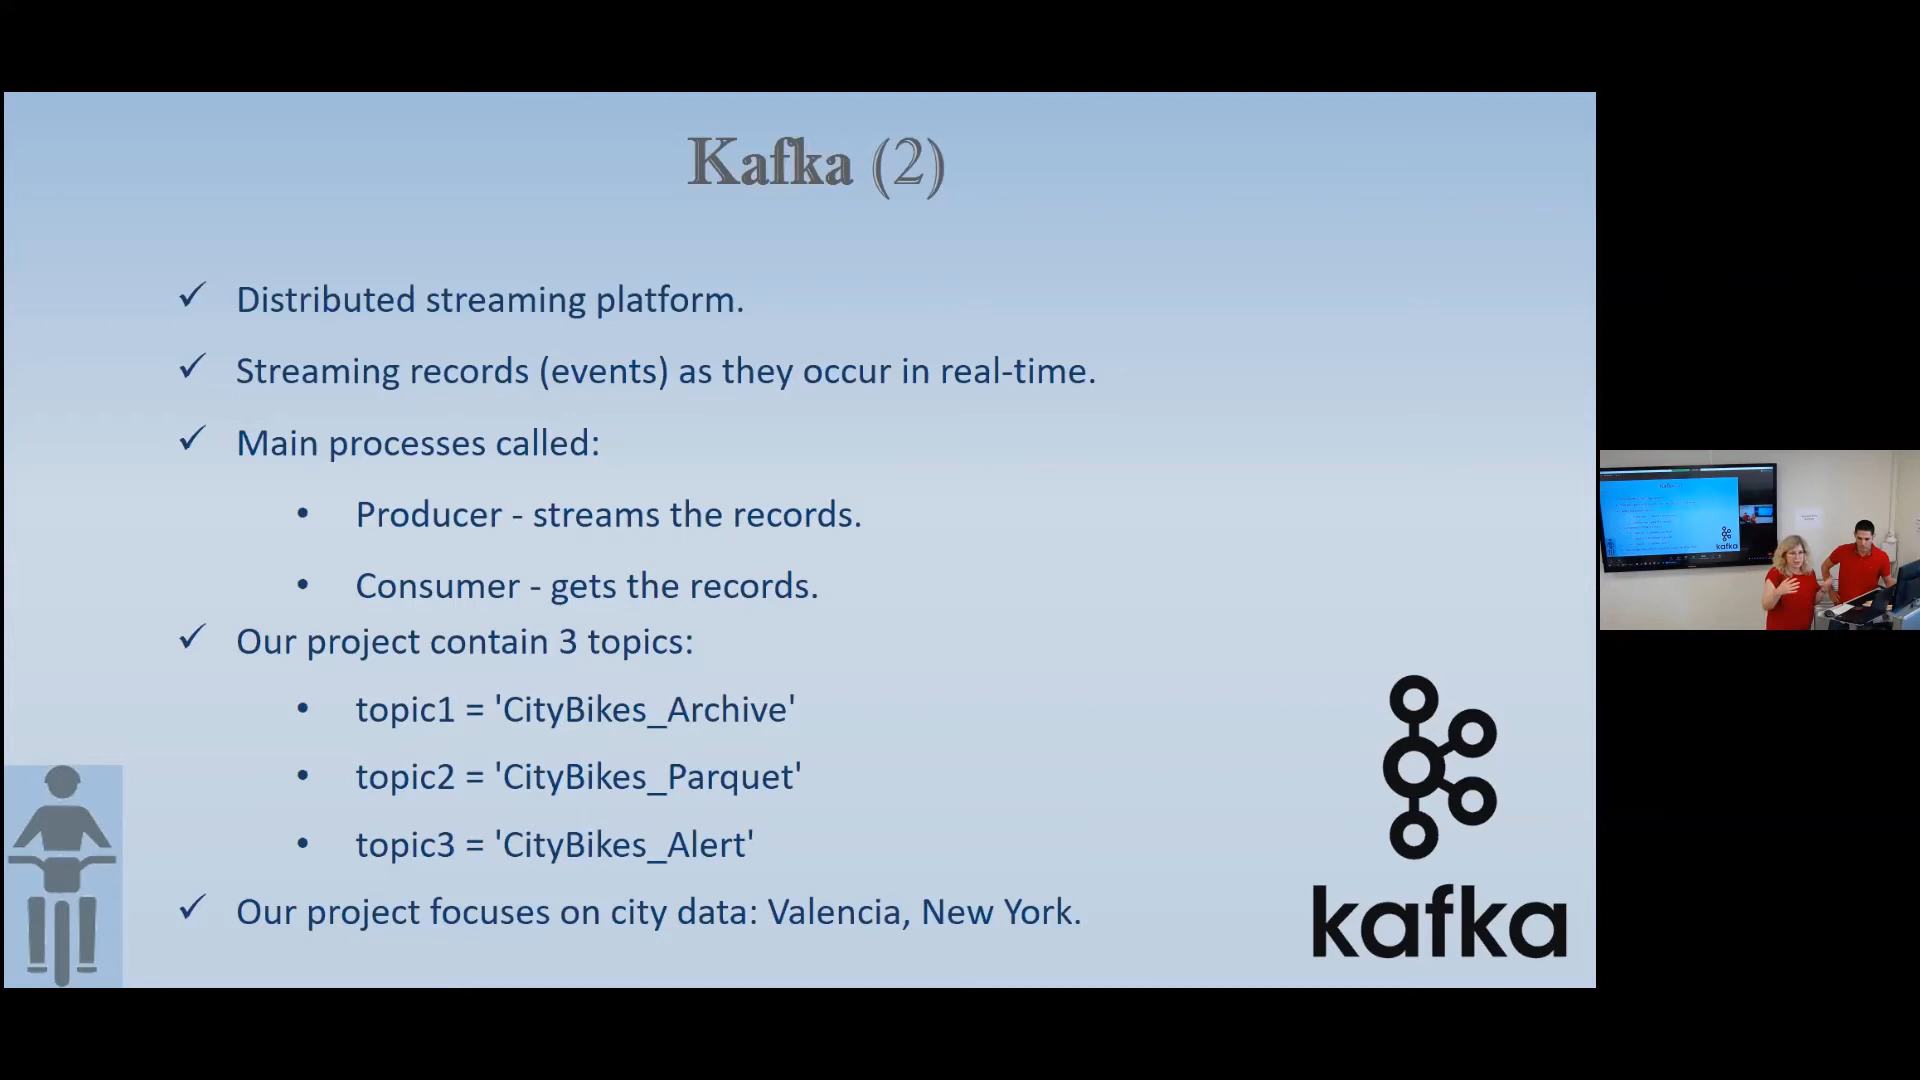 Kafka (2)
Distributed streaming platform.
Streaming records (events) as they occur in real-time.
Main processes called:
Producer - streams the records.
Consumer - gets the records.
Our project contain 3 topics:
topic1 = 'CityBikes_Archive'
topic2 = 'CityBikes_Parquet'
topic3 = 'CityBikes_Alert'
Our project focuses on city data: Valencia, New York.
kafka